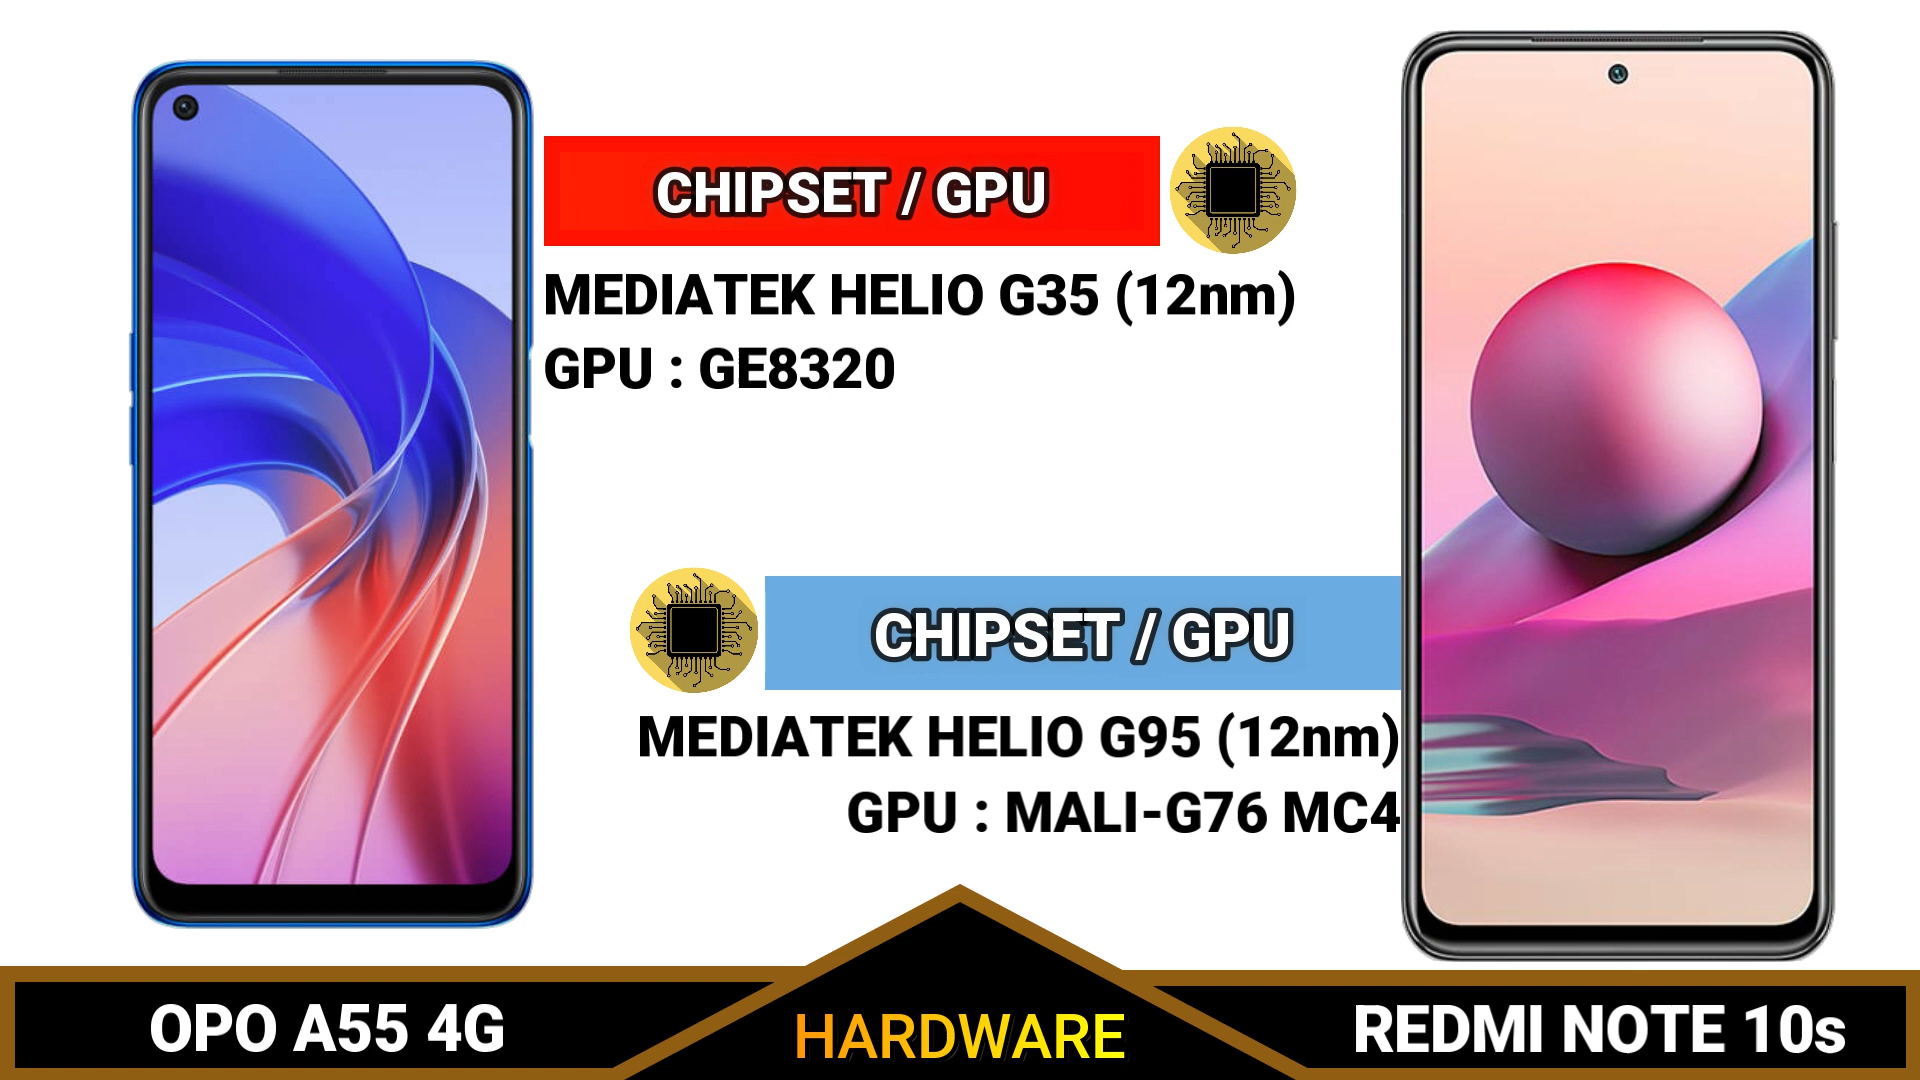 CHIPSET / GPU
MEDIATEK HELIO G35 (12nm)
GPU : GE8320
CHIPSET / GPU
MEDIATEK HELIO G95 (12nm)
GPU : MALI-G76 MC4
OPO A55 4G
HARDWARE
REDMI NOTE 10s